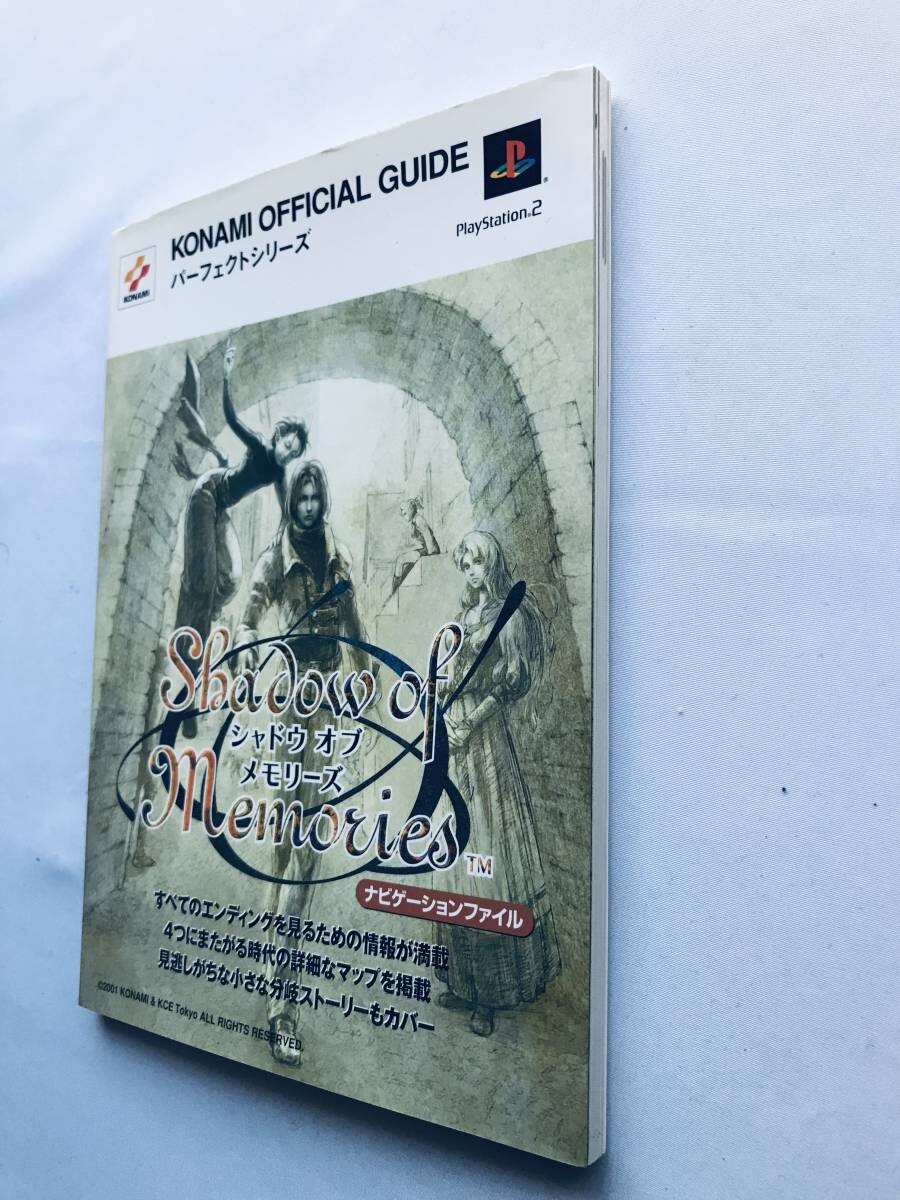 KONAMI OFFICIAL GUIDE
パーフェクトシリーズ
KONAMI
PlayStation®2
Shadow of
シャドウ オブ
メモリーズ
Memories™
ナビゲーションファイル
すべてのエンディングを見るための情報が満載
4つにまたがる時代の詳細なマップを掲載
見逃しがちな小さな分岐ストーリーもカバー
©2001 KONAMI & KCE Tokyo ALL RIGHTS RESERVED.